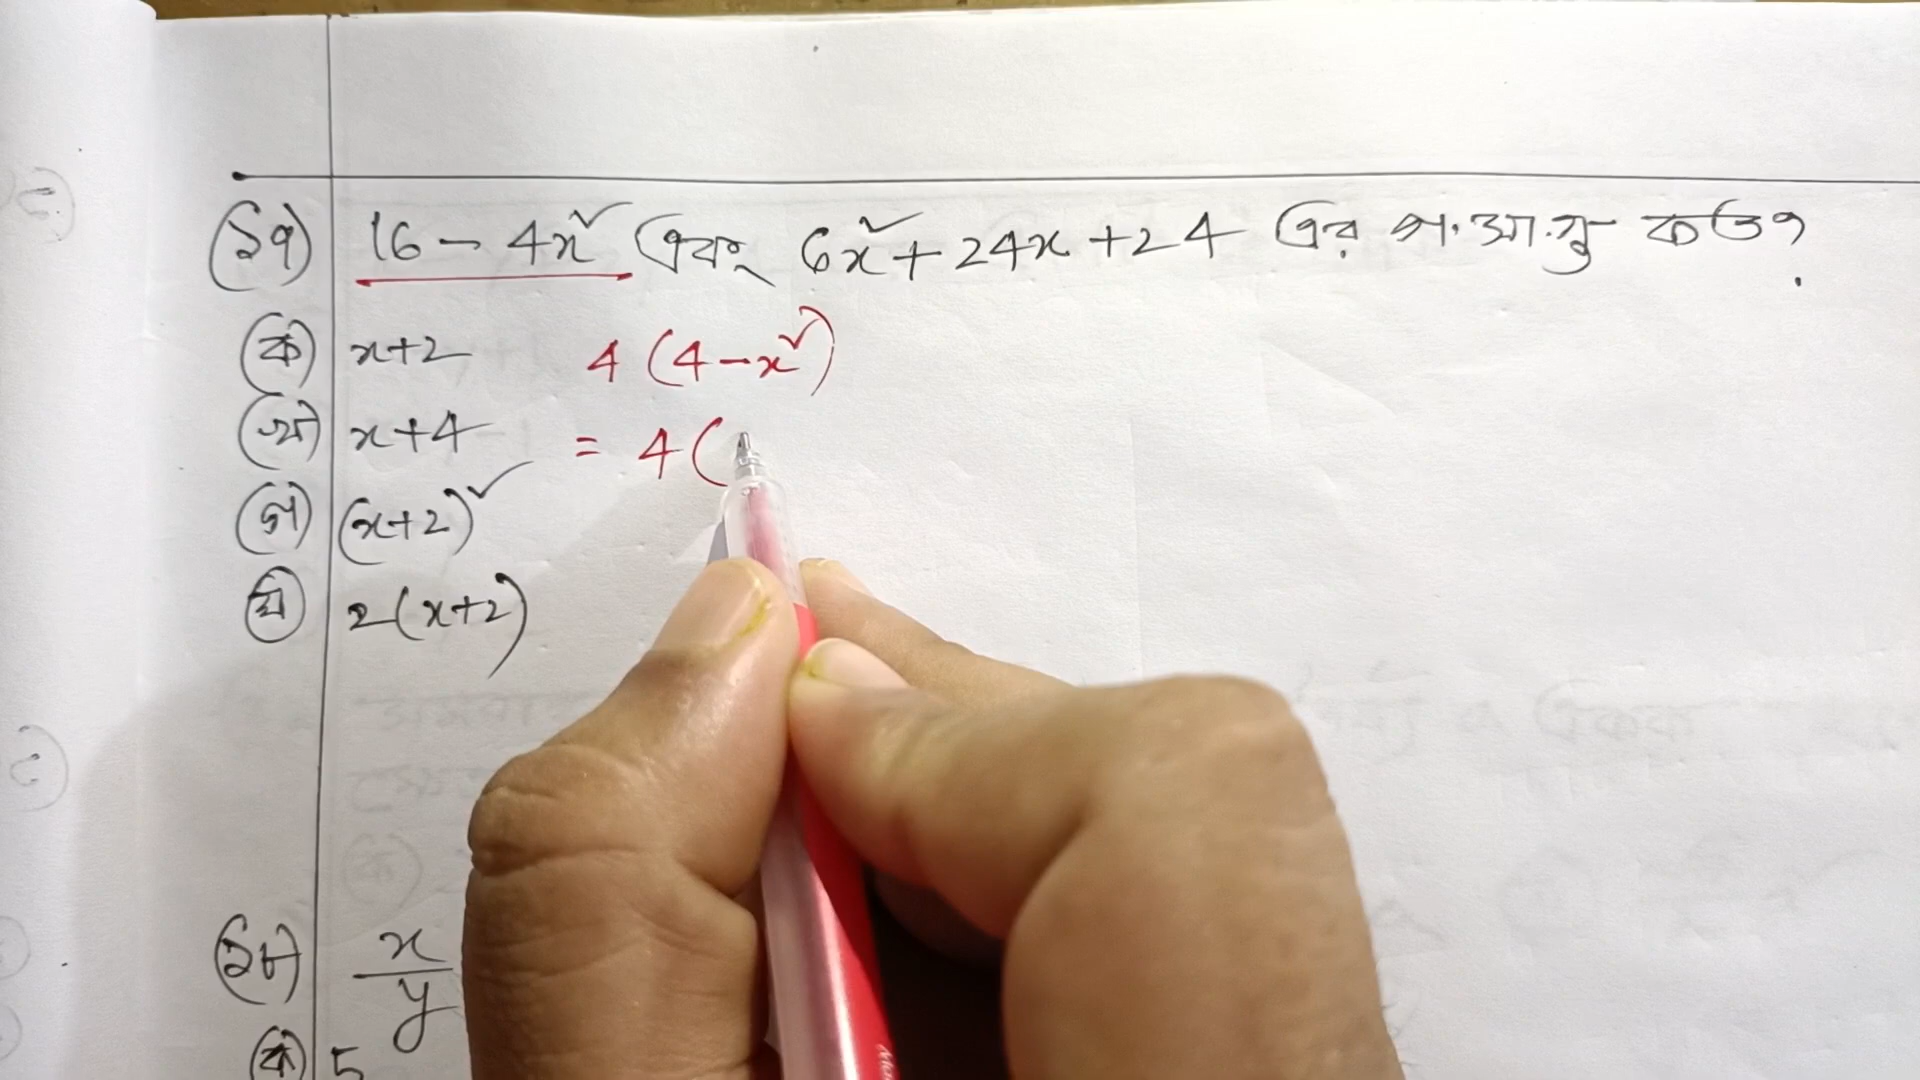 ১৭) 16 - 4x² এবং 6x² + 24x + 24 এর গ.সা.গু কত?
ক) x+2 4(4-x²)
খ) x+4 = 4(
গ) (x+2)²
ঘ) 2(x+2)
১৮) x/y
ক) 5